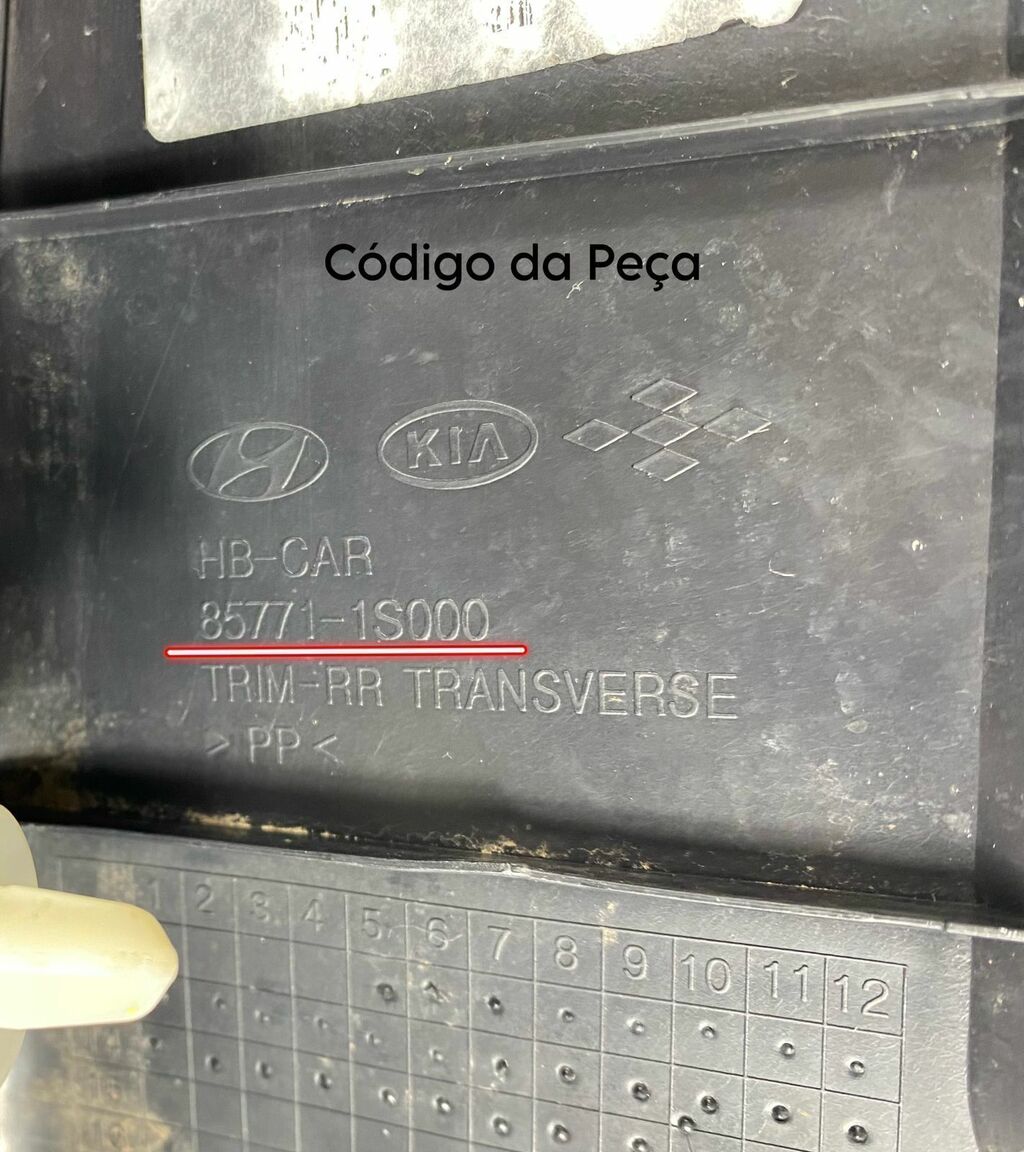 Código da Peça
KIA
HB-CAR
85771-1S000
TRIM-RR TRANSVERSE
>PP<
1 2 3 4 5 6 7 8 9 10 11 12